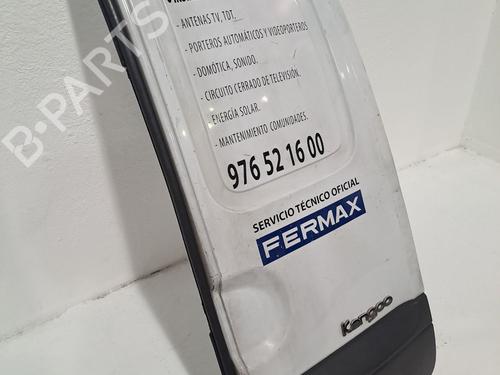 - ANTENAS TV, TDT.
- PORTEROS AUTOMÁTICOS Y VIDEOPORTEROS
- DOMÓTICA, SONIDO.
- CIRCUITO CERRADO DE TELEVISIÓN.
ENERGÍA SOLAR.
- MANTENIMIENTO COMUNIDADES.
976 52 16 00
SERVICIO TÉCNICO OFICIAL
FERMAX
Kangoo
B-PARTS